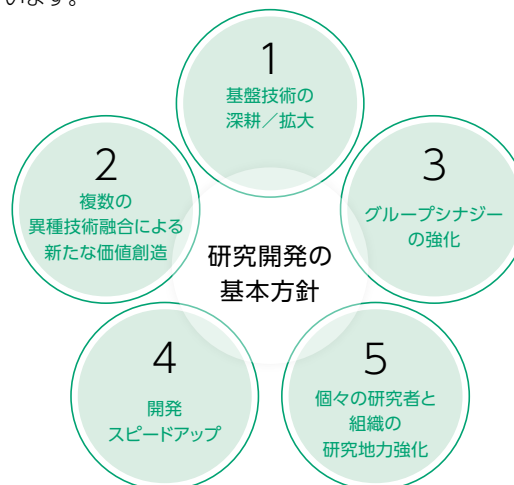 います。
1
基盤技術の
深耕／拡大
2
複数の
異種技術融合による
新たな価値創造
3
グループシナジー
の強化
研究開発の
基本方針
4
開発
スピードアップ
5
個々の研究者と
組織の
研究地力強化